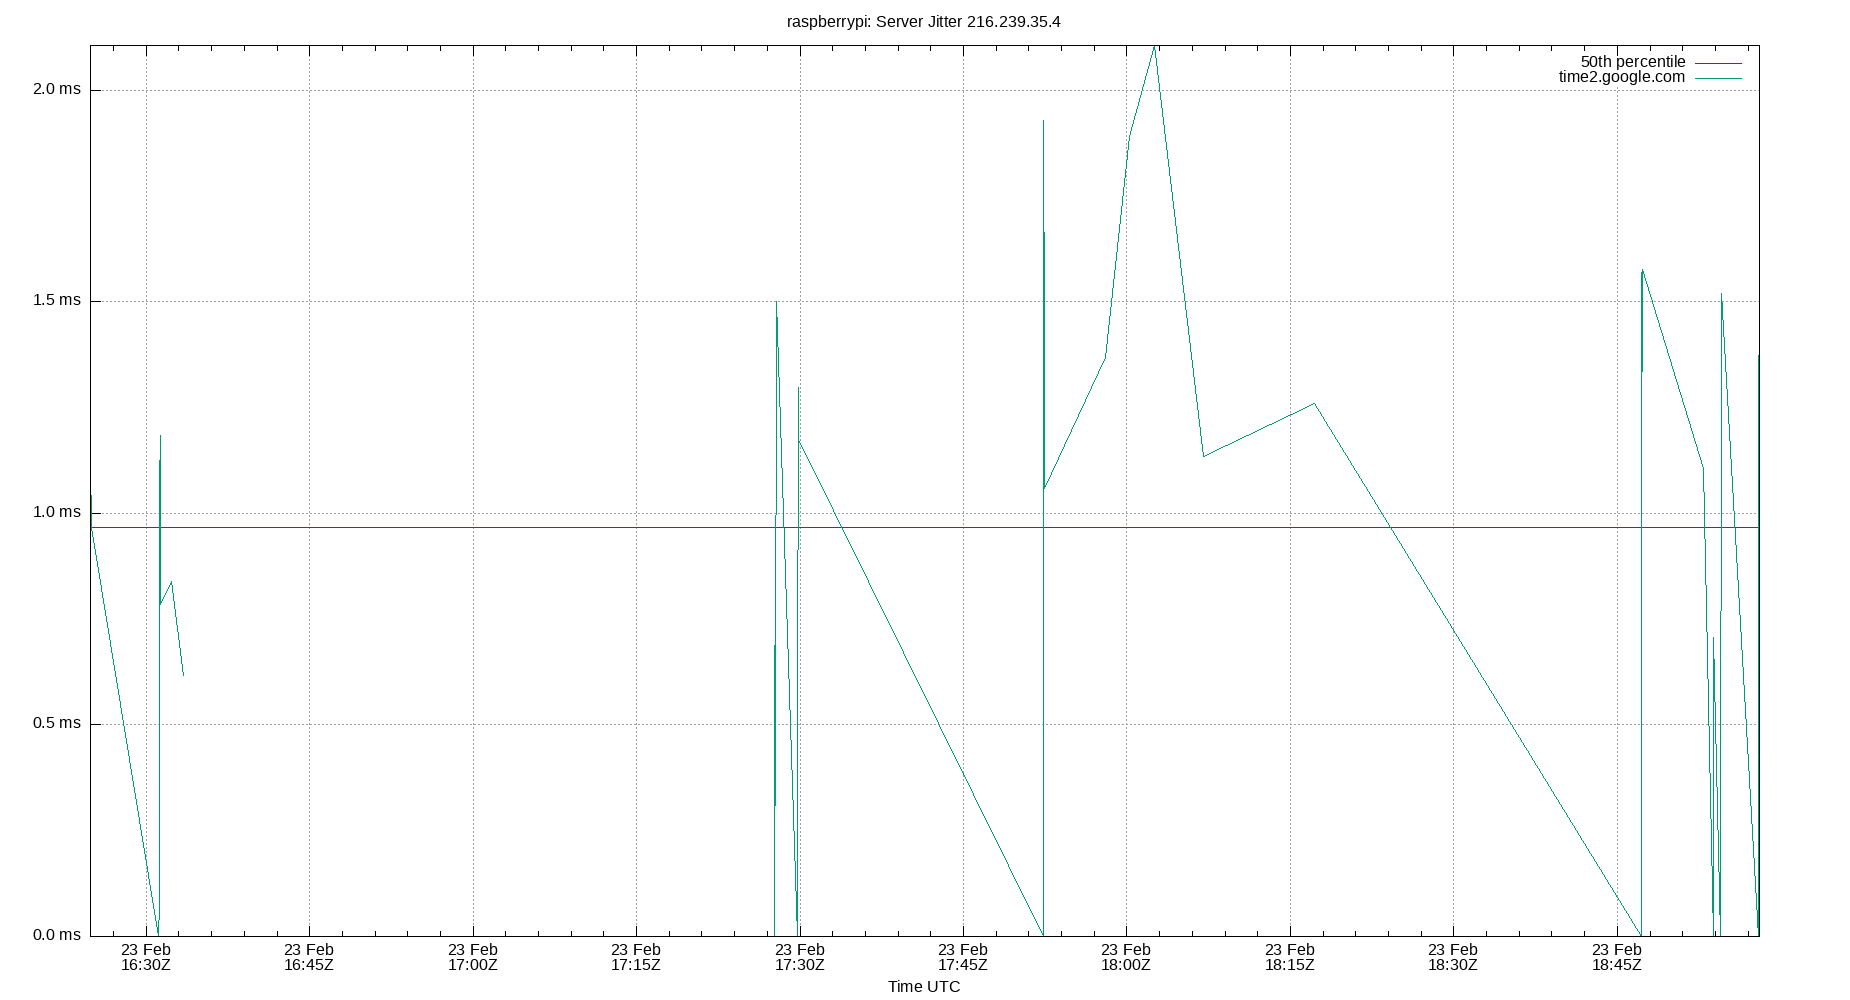 raspberrypi: Server Jitter 216.239.35.4
50th percentile
time2.google.com
2.0 ms
1.5 ms
1.0 ms
0.5 ms
0.0 ms
23 Feb 23 Feb 23 Feb 23 Feb 23 Feb 23 Feb 23 Feb 23 Feb 23 Feb 23 Feb
16:30Z 16:45Z 17:00Z 17:15Z 17:30Z 17:45Z 18:00Z 18:15Z 18:30Z 18:45Z
Time UTC